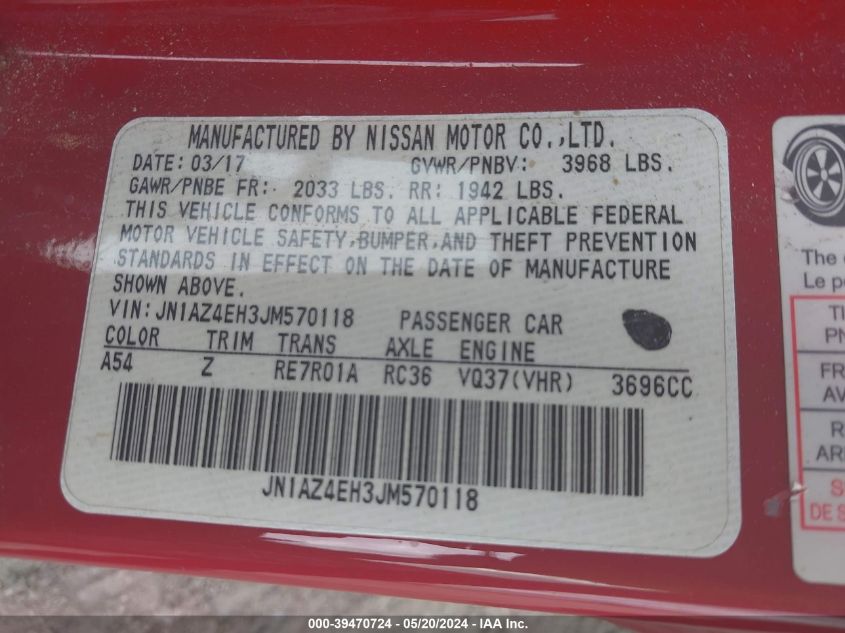 MANUFACTURED BY NISSAN MOTOR CO.,LTD.
DATE: 03/17 GVWR/PNBV: 3968 LBS.
GAWR/PNBE FR: 2033 LBS. RR: 1942 LBS.
THIS VEHICLE CONFORMS TO ALL APPLICABLE FEDERAL
MOTOR VEHICLE SAFETY,BUMPER,AND THEFT PREVENTION
STANDARDS IN EFFECT ON THE DATE OF MANUFACTURE
SHOWN ABOVE.
VIN: JN1AZ4EH3JM570118 PASSENGER CAR
COLOR TRIM TRANS AXLE ENGINE
A54 Z RE7R01A RC36 VQ37(VHR) 3696CC
JN1AZ4EH3JM570118
The
Le
000-39470724 - 05/20/2024 - IAA, Inc.